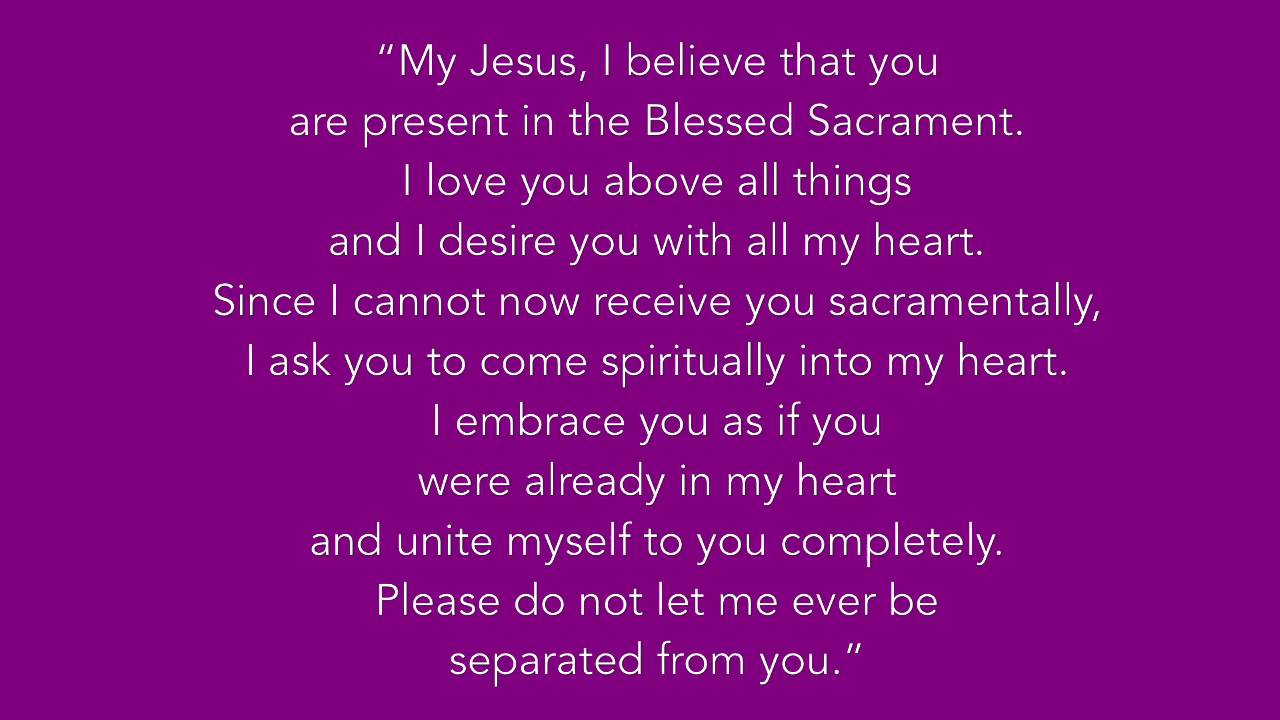 “My Jesus, I believe that you
are present in the Blessed Sacrament.
I love you above all things
and I desire you with all my heart.
Since I cannot now receive you sacramentally,
I ask you to come spiritually into my heart.
I embrace you as if you
were already in my heart
and unite myself to you completely.
Please do not let me ever be
separated from you.”